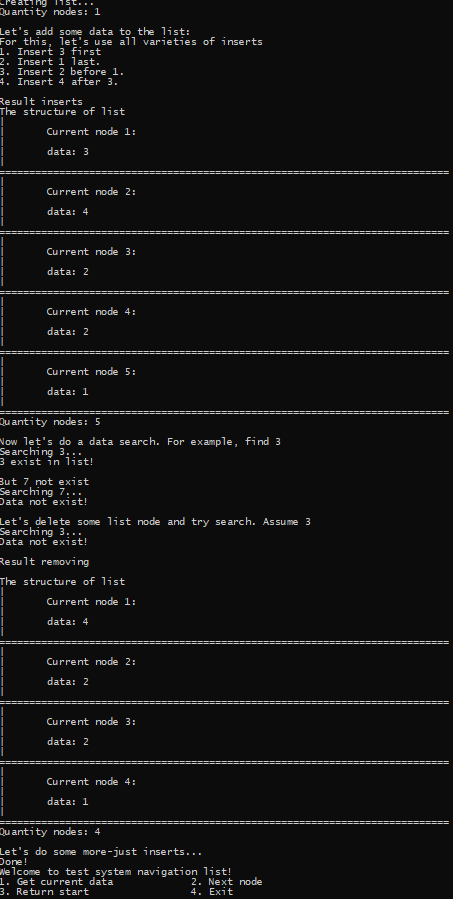 Creating list...
Quantity nodes: 1
Let's add some data to the list:
For this, let's use all varieties of inserts
1. Insert 3 first
2. Insert 1 last.
3. Insert 2 before 1.
4. Insert 4 after 3.
Result inserts
The structure of list
|
| Current node 1:
|
| data: 3
|
===========================================================================
|
| Current node 2:
|
| data: 4
|
===========================================================================
|
| Current node 3:
|
| data: 2
|
===========================================================================
|
| Current node 4:
|
| data: 2
|
===========================================================================
|
| Current node 5:
|
| data: 1
|
===========================================================================
Quantity nodes: 5
Now let's do a data search. For example, find 3
Searching 3...
3 exist in list!
But 7 not exist
Searching 7...
Data not exist!
Let's delete some list node and try search. Assume 3
Searching 3...
Data not exist!
Result removing
The structure of list
|
| Current node 1:
|
| data: 4
|
===========================================================================
|
| Current node 2:
|
| data: 2
|
===========================================================================
|
| Current node 3:
|
| data: 2
|
===========================================================================
|
| Current node 4:
|
| data: 1
|
===========================================================================
Quantity nodes: 4
Let's do some more-just inserts...
Done!
Welcome to test system navigation list!
1. Get current data 2. Next node
3. Return start 4. Exit